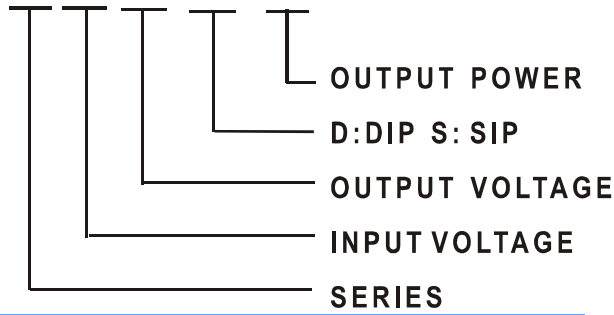 OUTPUT POWER
D:DIP S: SIP
OUTPUT VOLTAGE
INPUT VOLTAGE
SERIES